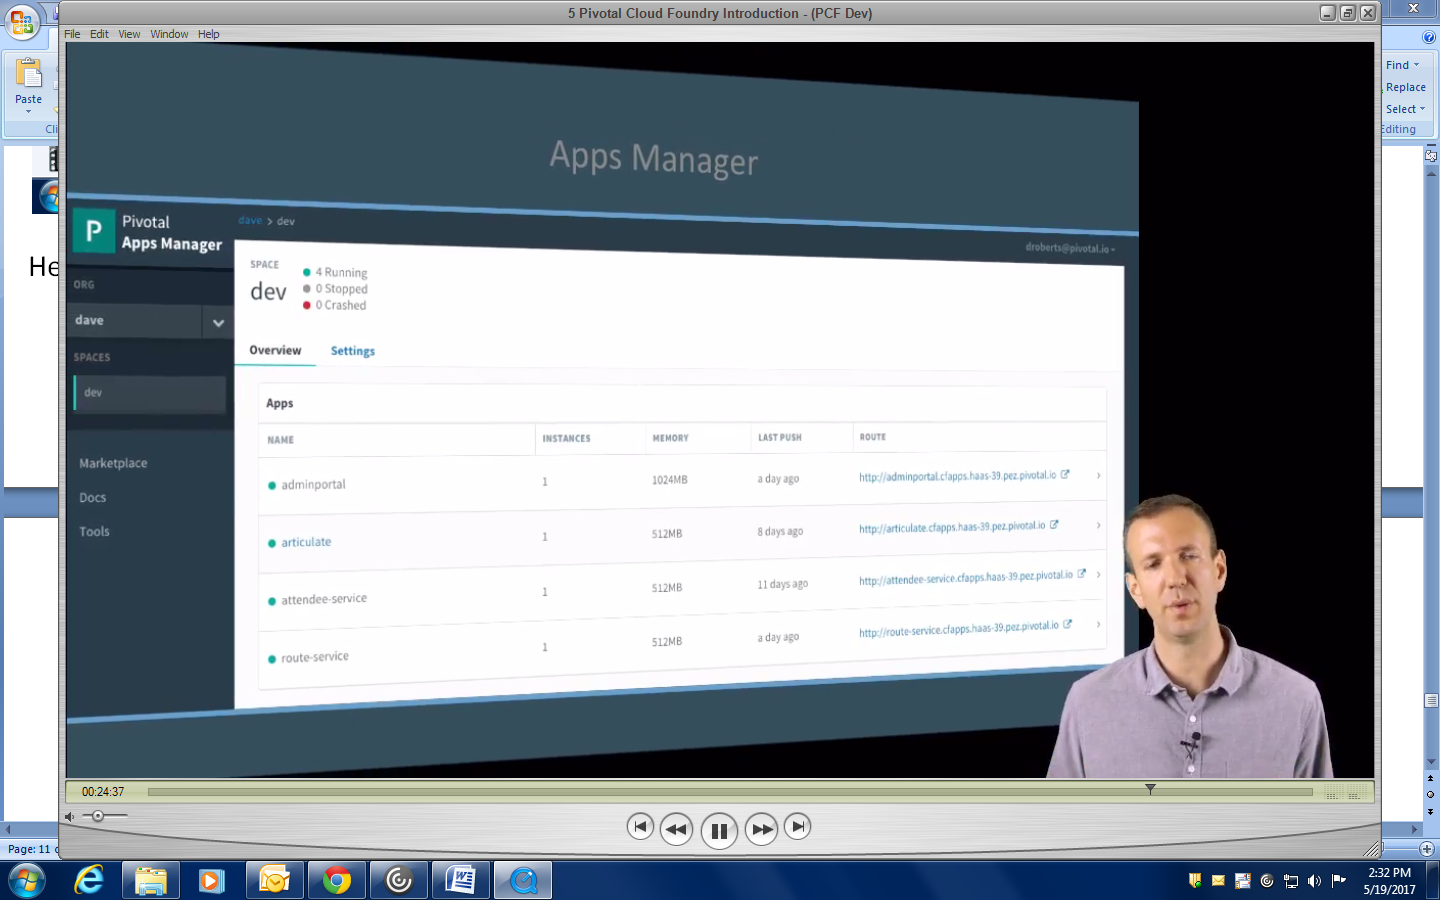 5 Pivotal Cloud Foundry Introduction - (PCF Dev)
File Edit View Window Help
Paste
Find
Replace
Select
Editing
He
Apps Manager
P
Pivotal
Apps Manager
dave > dev
droberts@pivotal.io
ORG
dave
SPACES
dev
Marketplace
Docs
Tools
SPACE
dev
4 Running
0 Stopped
0 Crashed
Overview Settings
Apps
NAME INSTANCES MEMORY LAST PUSH ROUTE
adminportal 1 1024MB a day ago http://adminportal.cfapps.haas-39.pez.pivotal.io
articulate 1 512MB 8 days ago http://articulate.cfapps.haas-39.pez.pivotal.io
attendee-service 1 512MB 11 days ago http://attendee-service.cfapps.haas-39.pez.pivotal.io
route-service 1 512MB a day ago http://route-service.cfapps.haas-39.pez.pivotal.io
00:24:37
Page: 11
2:32 PM
5/19/2017